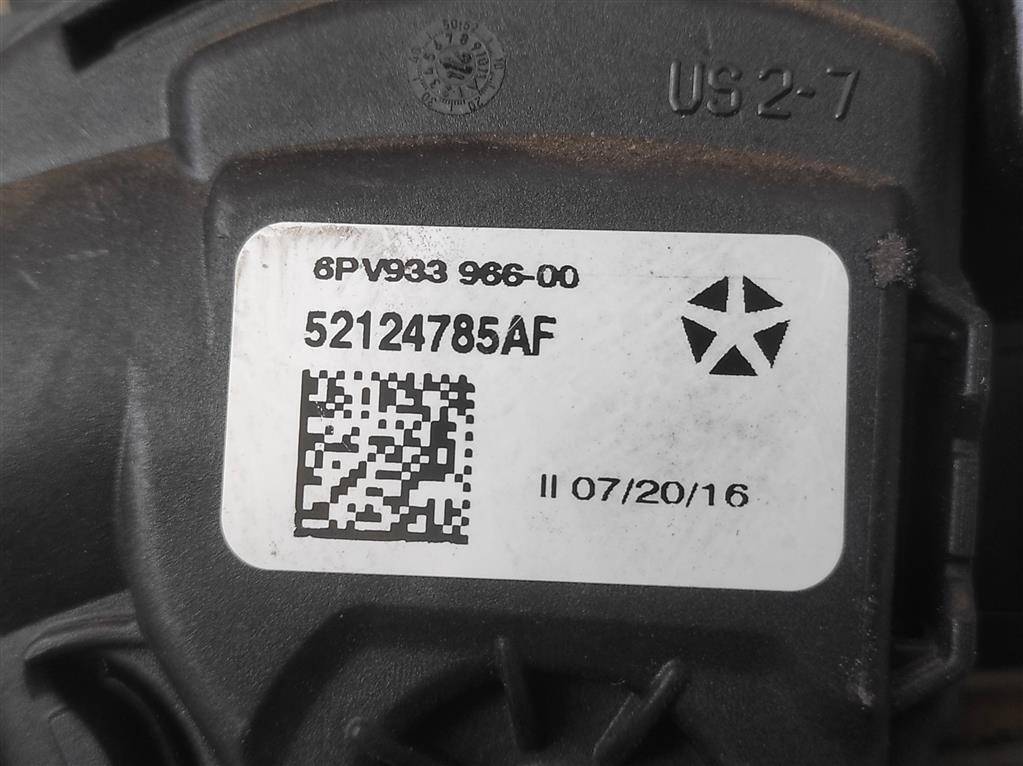 US 2-7
6PV933 966-00
52124785AF
II 07/20/16